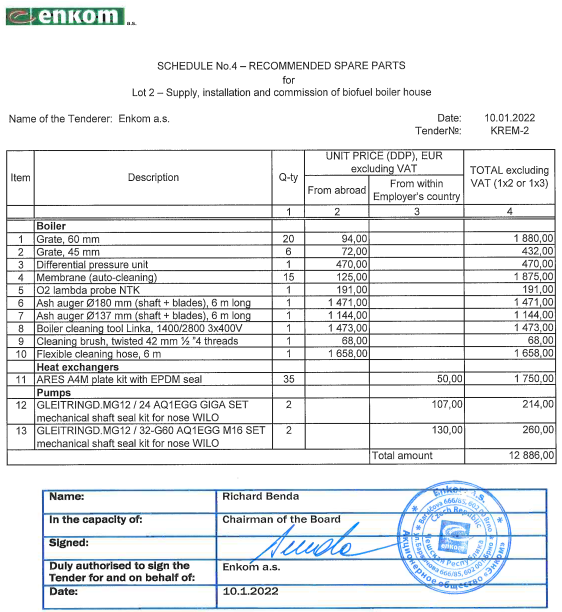 enkom a.s.
SCHEDULE No.4 – RECOMMENDED SPARE PARTS
for
Lot 2 – Supply, installation and commission of biofuel boiler house
Name of the Tenderer: Enkom a.s. Date: 10.01.2022
Tender№: KREM-2
Item Description Q-ty UNIT PRICE (DDP), EUR excluding VAT TOTAL excluding VAT (1x2 or 1x3)
From abroad From within Employer's country
1 2 3 4
Boiler
1 Grate, 60 mm 20 94,00 1 880,00
2 Grate, 45 mm 6 72,00 432,00
3 Differential pressure unit 1 470,00 470,00
4 Membrane (auto-cleaning) 15 125,00 1 875,00
5 O2 lambda probe NTK 1 191,00 191,00
6 Ash auger Ø180 mm (shaft + blades), 6 m long 1 1 471,00 1 471,00
7 Ash auger Ø137 mm (shaft + blades), 6 m long 1 1 144,00 1 144,00
8 Boiler cleaning tool Linka, 1400/2800 3x400V 1 1 473,00 1 473,00
9 Cleaning brush, twisted 42 mm ½ "4 threads 1 68,00 68,00
10 Flexible cleaning hose, 6 m 1 1 658,00 1 658,00
Heat exchangers
11 ARES A4M plate kit with EPDM seal 35 50,00 1 750,00
Pumps
12 GLEITRINGD.MG12 / 24 AQ1EGG GIGA SET 2 107,00 214,00
mechanical shaft seal kit for nose WILO
13 GLEITRINGD.MG12 / 32-G60 AQ1EGG M16 SET 2 130,00 260,00
mechanical shaft seal kit for nose WILO
Total amount 12 886,00
Name: Richard Benda
In the capacity of: Chairman of the Board
Signed:
Duly authorised to sign the Enkom a.s.
Tender for and on behalf of:
Date: 10.1.2022
Enkom a.s.
Czech Republic
ENKOM
Чешская Республика
Акционерное общество «Энком»